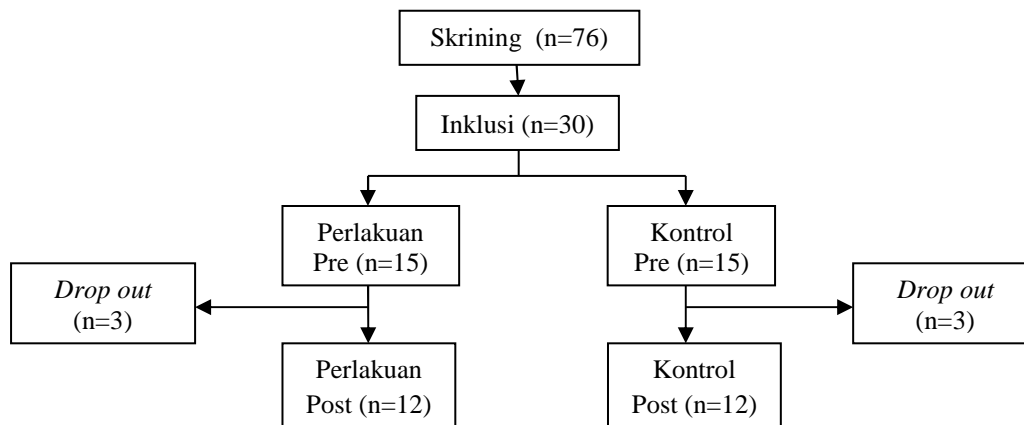 Skrining (n=76)
Inklusi (n=30)
Perlakuan
Pre (n=15)
Kontrol
Pre (n=15)
Drop out
(n=3)
Drop out
(n=3)
Perlakuan
Post (n=12)
Kontrol
Post (n=12)